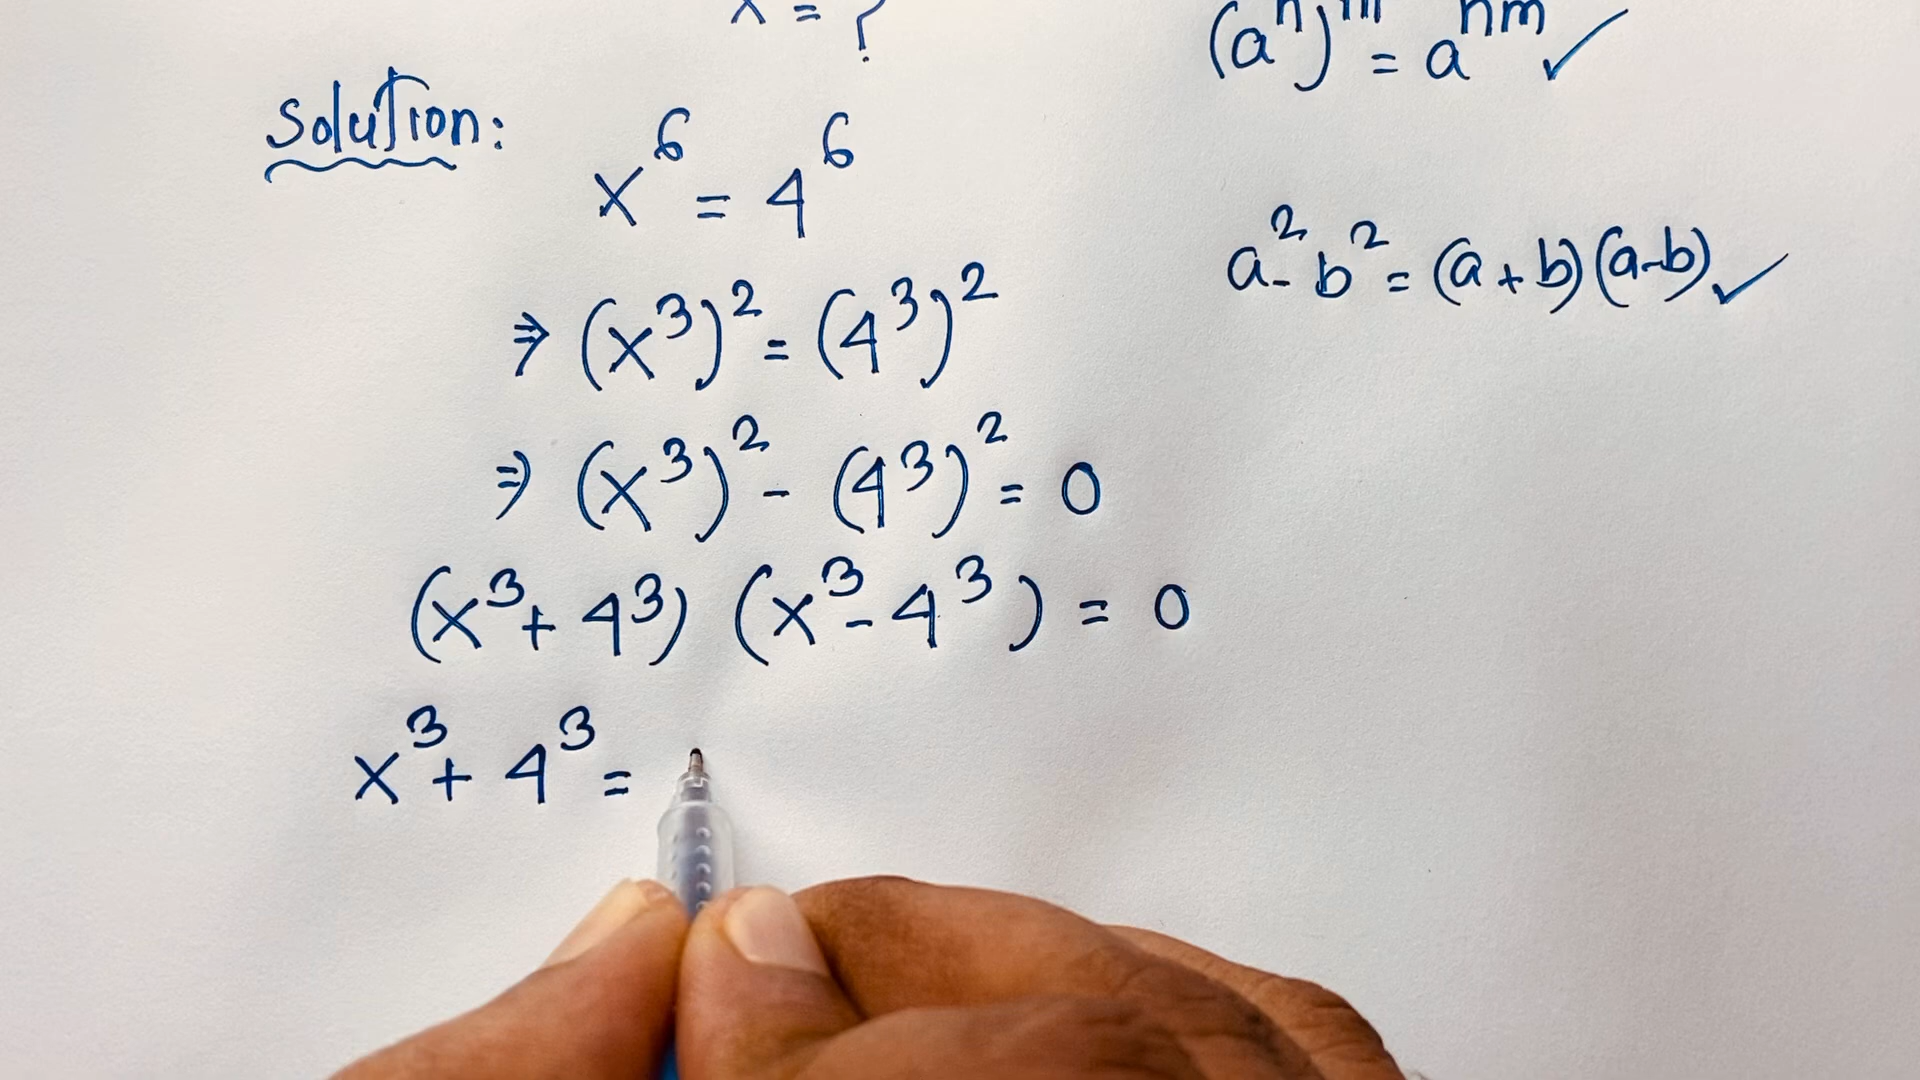 x = ?
(aⁿ)ᵐ = aⁿᵐ ✓
Solution:
x⁶ = 4⁶
a² - b² = (a + b)(a - b) ✓
⇒ (x³)² = (4³)²
⇒ (x³)² - (4³)² = 0
(x³ + 4³) (x³ - 4³) = 0
x³ + 4³ =